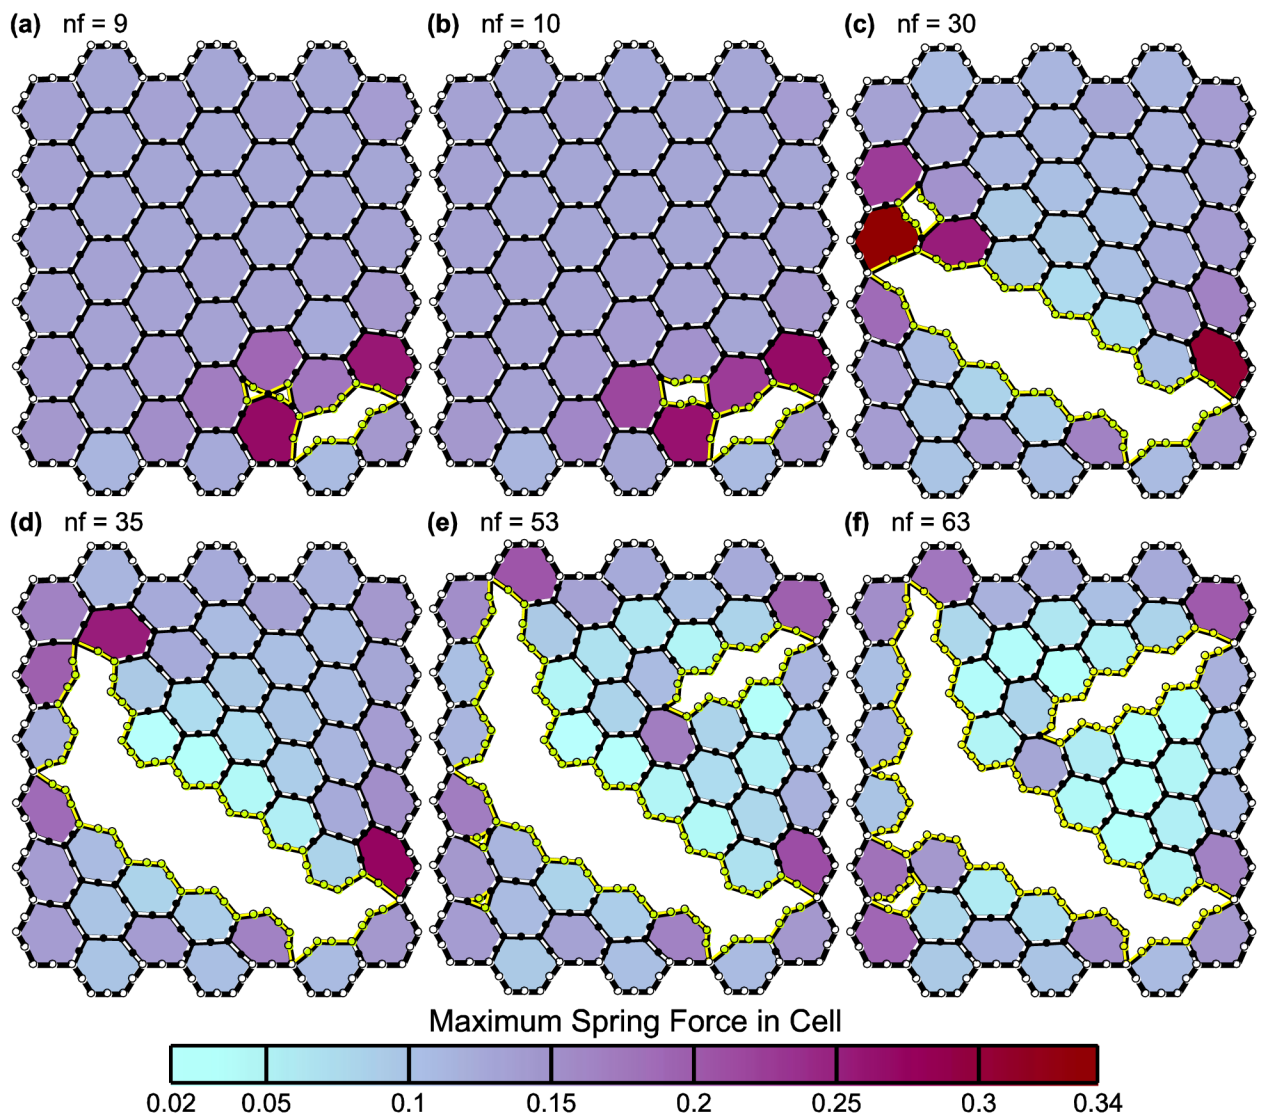 (a) nf = 9
(b) nf = 10
(c) nf = 30
(d) nf = 35
(e) nf = 53
(f) nf = 63
Maximum Spring Force in Cell
0.02 0.05 0.1 0.15 0.2 0.25 0.3 0.34